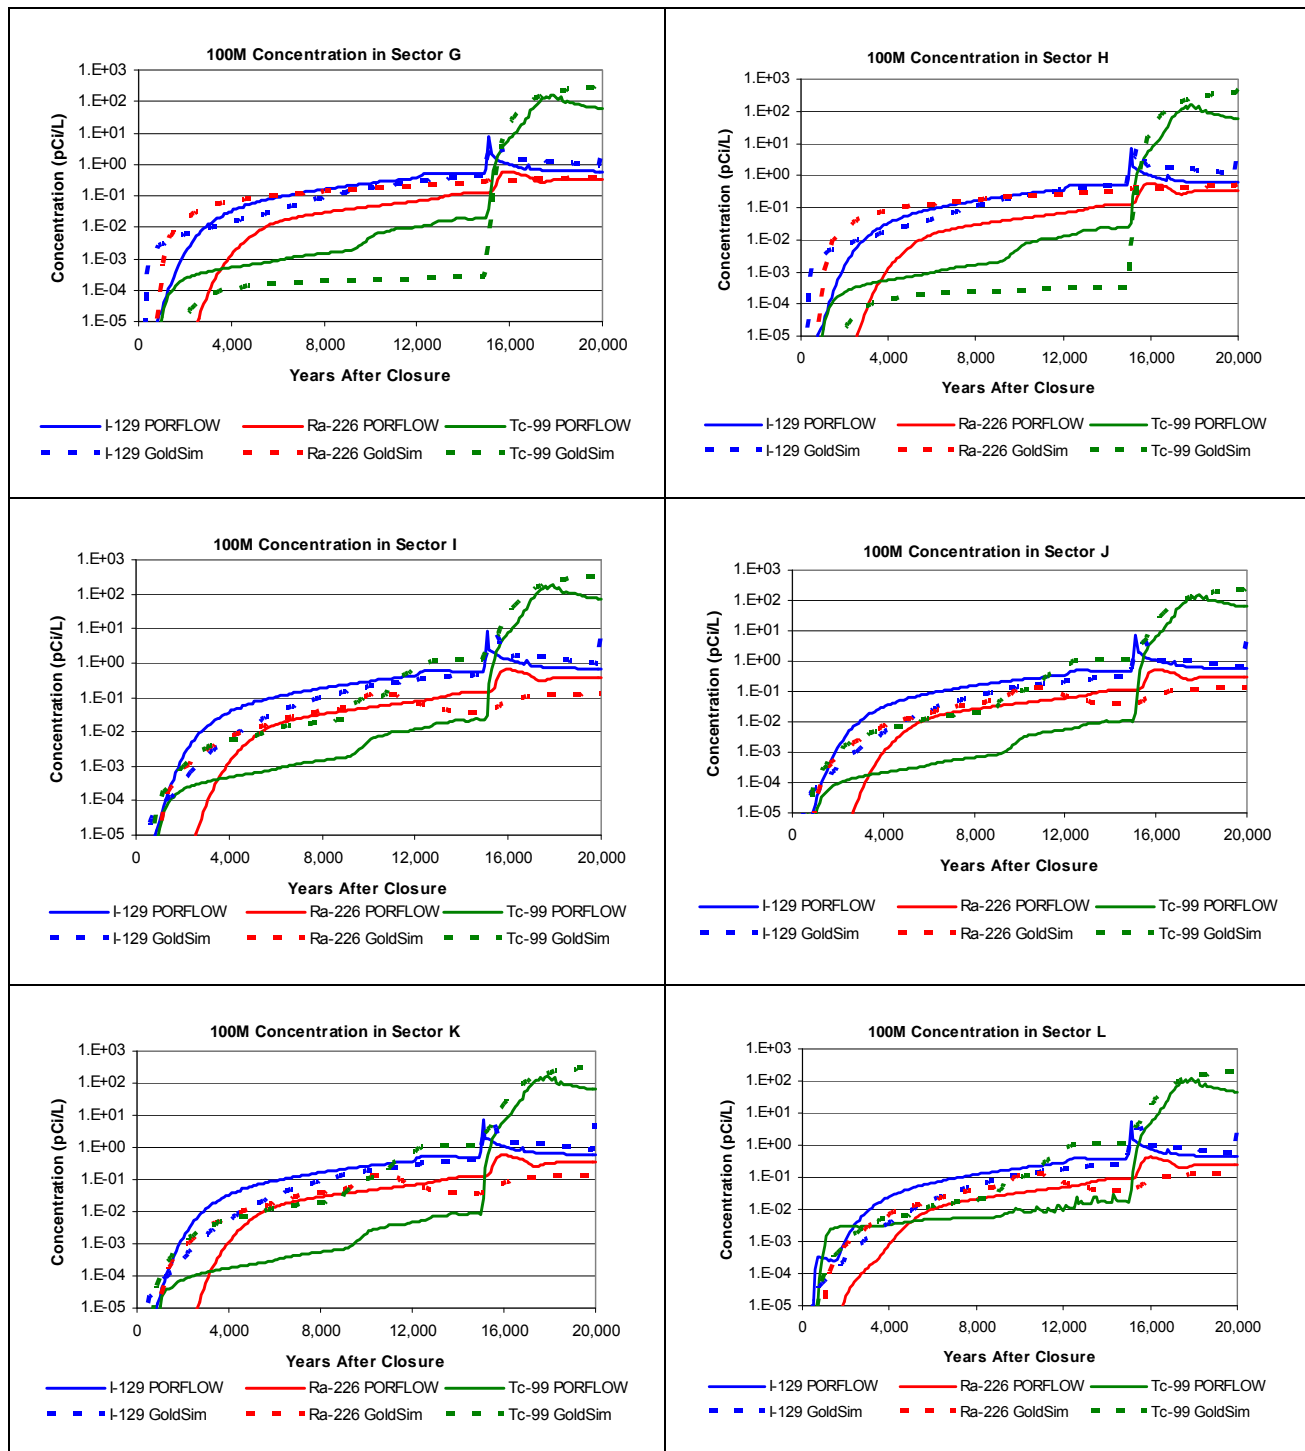 100M Concentration in Sector G
Concentration (pCi/L)
1.E+03
1.E+02
1.E+01
1.E+00
1.E-01
1.E-02
1.E-03
1.E-04
1.E-05
0 4,000 8,000 12,000 16,000 20,000
Years After Closure
I-129 PORFLOW Ra-226 PORFLOW Tc-99 PORFLOW
I-129 GoldSim Ra-226 GoldSim Tc-99 GoldSim
100M Concentration in Sector H
Concentration (pCi/L)
1.E+03
1.E+02
1.E+01
1.E+00
1.E-01
1.E-02
1.E-03
1.E-04
1.E-05
0 4,000 8,000 12,000 16,000 20,000
Years After Closure
I-129 PORFLOW Ra-226 PORFLOW Tc-99 PORFLOW
I-129 GoldSim Ra-226 GoldSim Tc-99 GoldSim
100M Concentration in Sector I
Concentration (pCi/L)
1.E+03
1.E+02
1.E+01
1.E+00
1.E-01
1.E-02
1.E-03
1.E-04
1.E-05
0 4,000 8,000 12,000 16,000 20,000
Years After Closure
I-129 PORFLOW Ra-226 PORFLOW Tc-99 PORFLOW
I-129 GoldSim Ra-226 GoldSim Tc-99 GoldSim
100M Concentration in Sector J
Concentration (pCi/L)
1.E+03
1.E+02
1.E+01
1.E+00
1.E-01
1.E-02
1.E-03
1.E-04
1.E-05
0 4,000 8,000 12,000 16,000 20,000
Years After Closure
I-129 PORFLOW Ra-226 PORFLOW Tc-99 PORFLOW
I-129 GoldSim Ra-226 GoldSim Tc-99 GoldSim
100M Concentration in Sector K
Concentration (pCi/L)
1.E+03
1.E+02
1.E+01
1.E+00
1.E-01
1.E-02
1.E-03
1.E-04
1.E-05
0 4,000 8,000 12,000 16,000 20,000
Years After Closure
I-129 PORFLOW Ra-226 PORFLOW Tc-99 PORFLOW
I-129 GoldSim Ra-226 GoldSim Tc-99 GoldSim
100M Concentration in Sector L
Concentration (pCi/L)
1.E+03
1.E+02
1.E+01
1.E+00
1.E-01
1.E-02
1.E-03
1.E-04
1.E-05
0 4,000 8,000 12,000 16,000 20,000
Years After Closure
I-129 PORFLOW Ra-226 PORFLOW Tc-99 PORFLOW
I-129 GoldSim Ra-226 GoldSim Tc-99 GoldSim